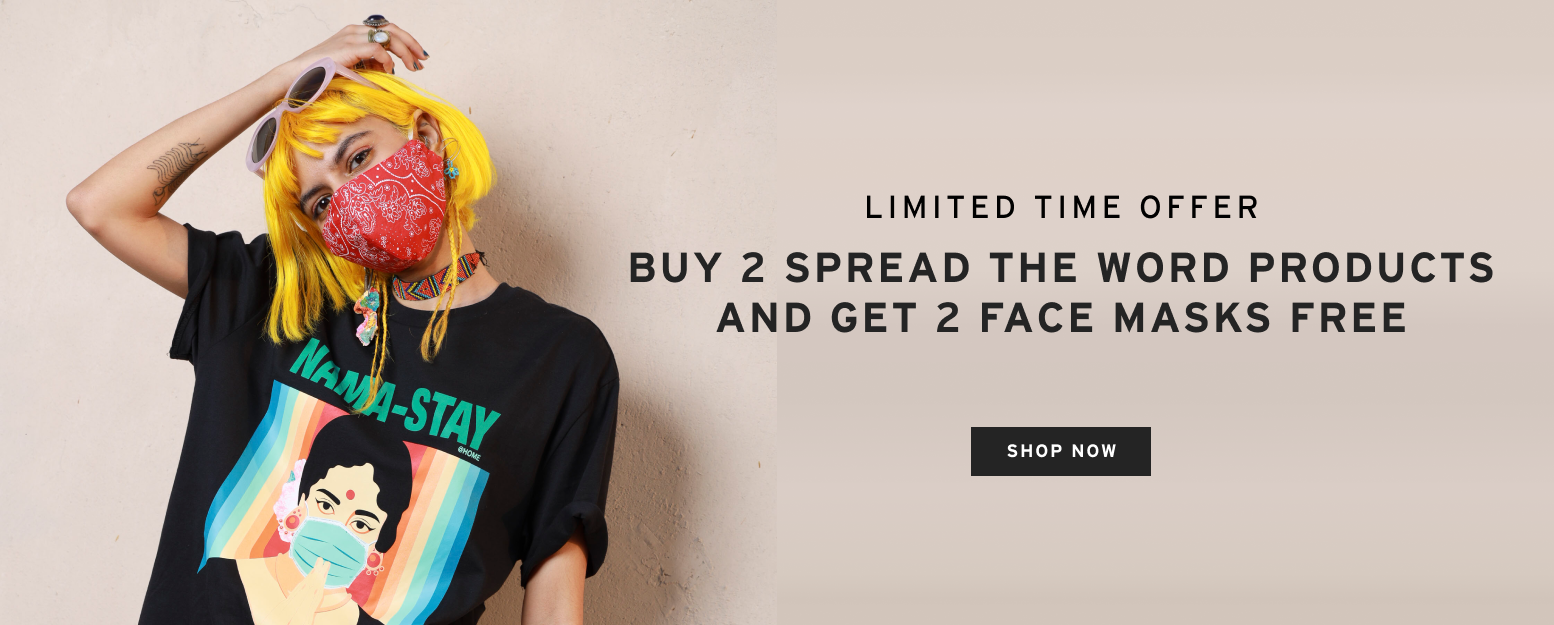 LIMITED TIME OFFER
BUY 2 SPREAD THE WORD PRODUCTS
AND GET 2 FACE MASKS FREE
SHOP NOW
NAMA-STAY
@HOME